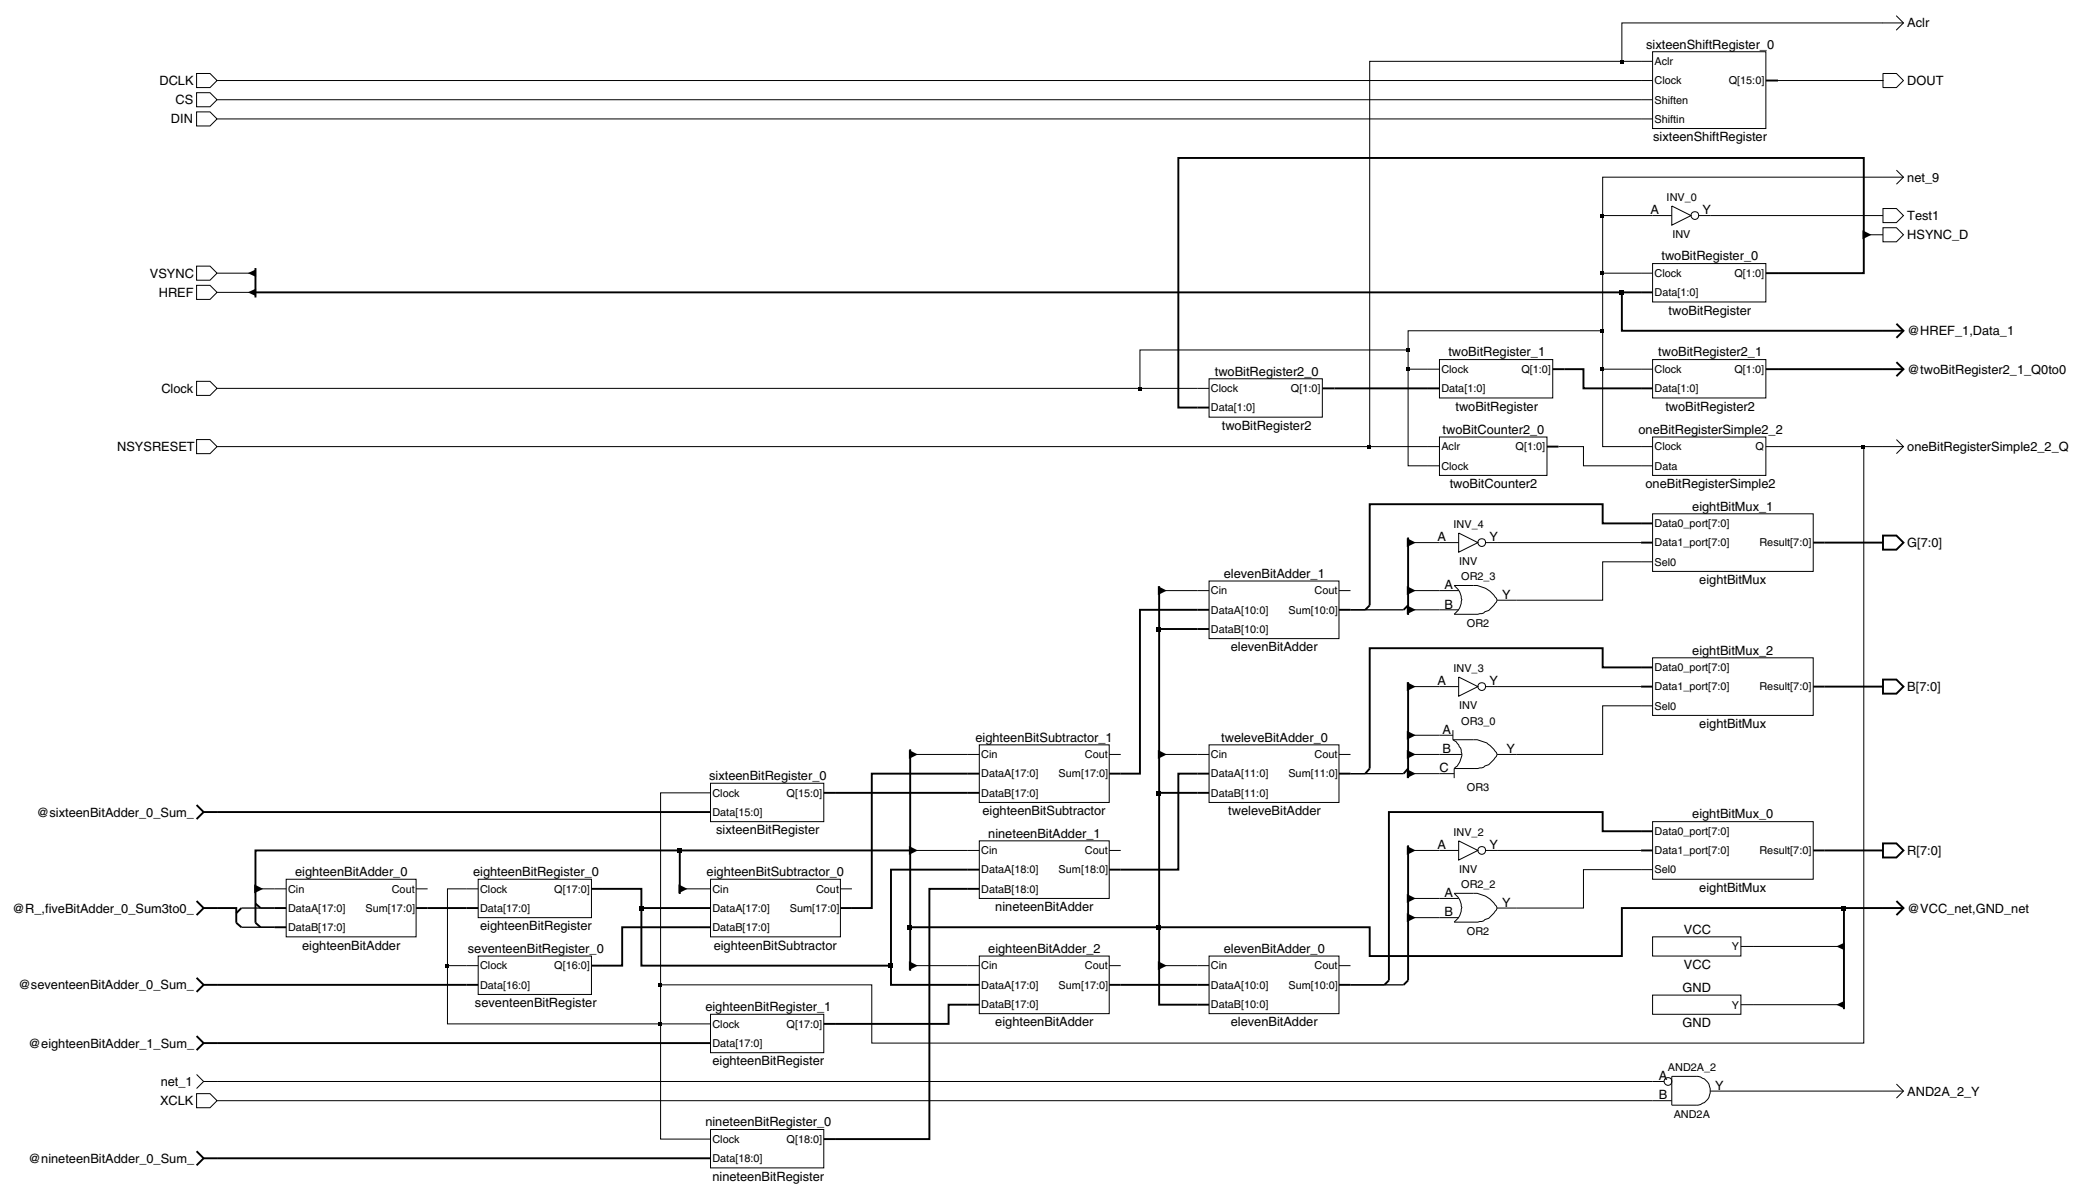 Aclr
sixteenShiftRegister_0
Aclr
DCLK
Clock
Q[15:0]
DOUT
CS
Shiften
DIN
Shiftin
sixteenShiftRegister
net_9
INV_0
A
Y
Test1
INV
HSYNC_D
twoBitRegister_0
VSYNC
Clock
Q[1:0]
HREF
Data[1:0]
twoBitRegister
@HREF_1,Data_1
twoBitRegister_1
twoBitRegister2_1
twoBitRegister2_0
Clock
Q[1:0]
Clock
Q[1:0]
@twoBitRegister2_1_Q0to0
Clock
Clock
Q[1:0]
Data[1:0]
Data[1:0]
Data[1:0]
twoBitRegister
twoBitRegister2
twoBitRegister2
twoBitCounter2_0
oneBitRegisterSimple2_2
NSYSRESET
Aclr
Q[1:0]
Clock
Q
oneBitRegisterSimple2_2_Q
Clock
Data
twoBitCounter2
oneBitRegisterSimple2
eightBitMux_1
INV_4
Data0_port[7:0]
A
Y
Data1_port[7:0]
Result[7:0]
G[7:0]
INV
Sel0
elevenBitAdder_1
OR2_3
eightBitMux
Cin
Cout
A
Y
DataA[10:0]
Sum[10:0]
B
OR2
DataB[10:0]
elevenBitAdder
eightBitMux_2
INV_3
Data0_port[7:0]
A
Y
Data1_port[7:0]
Result[7:0]
B[7:0]
INV
Sel0
OR3_0
eightBitMux
eighteenBitSubtractor_1
tweleveBitAdder_0
A
Cin
Cout
Cin
Cout
B
Y
sixteenBitRegister_0
DataA[17:0]
Sum[17:0]
DataA[11:0]
Sum[11:0]
C
Clock
Q[15:0]
DataB[17:0]
DataB[11:0]
OR3
@sixteenBitAdder_0_Sum_
Data[15:0]
eighteenBitSubtractor
tweleveBitAdder
eightBitMux_0
sixteenBitRegister
nineteenBitAdder_1
INV_2
Data0_port[7:0]
Cin
Cout
A
Y
Data1_port[7:0]
Result[7:0]
R[7:0]
eighteenBitAdder_0
eighteenBitRegister_0
eighteenBitSubtractor_0
DataA[18:0]
Sum[18:0]
INV
Sel0
Cin
Cout
Clock
Q[17:0]
Cin
Cout
DataB[18:0]
OR2_2
eightBitMux
@R_,fiveBitAdder_0_Sum3to0_
DataA[17:0]
Sum[17:0]
Data[17:0]
DataA[17:0]
Sum[17:0]
nineteenBitAdder
A
Y
@VCC_net,GND_net
DataB[17:0]
eighteenBitRegister
DataB[17:0]
B
OR2
VCC
eighteenBitAdder
seventeenBitRegister_0
eighteenBitSubtractor
eighteenBitAdder_2
elevenBitAdder_0
Y
Clock
Q[16:0]
Cin
Cout
Cin
Cout
VCC
@seventeenBitAdder_0_Sum_
Data[16:0]
DataA[17:0]
Sum[17:0]
DataA[10:0]
Sum[10:0]
GND
seventeenBitRegister
eighteenBitRegister_1
DataB[17:0]
DataB[10:0]
Y
Clock
Q[17:0]
eighteenBitAdder
elevenBitAdder
GND
@eighteenBitAdder_1_Sum_
Data[17:0]
eighteenBitRegister
AND2A_2
net_1
A
Y
AND2A_2_Y
XCLK
B
AND2A
nineteenBitRegister_0
Clock
Q[18:0]
@nineteenBitAdder_0_Sum_
Data[18:0]
nineteenBitRegister